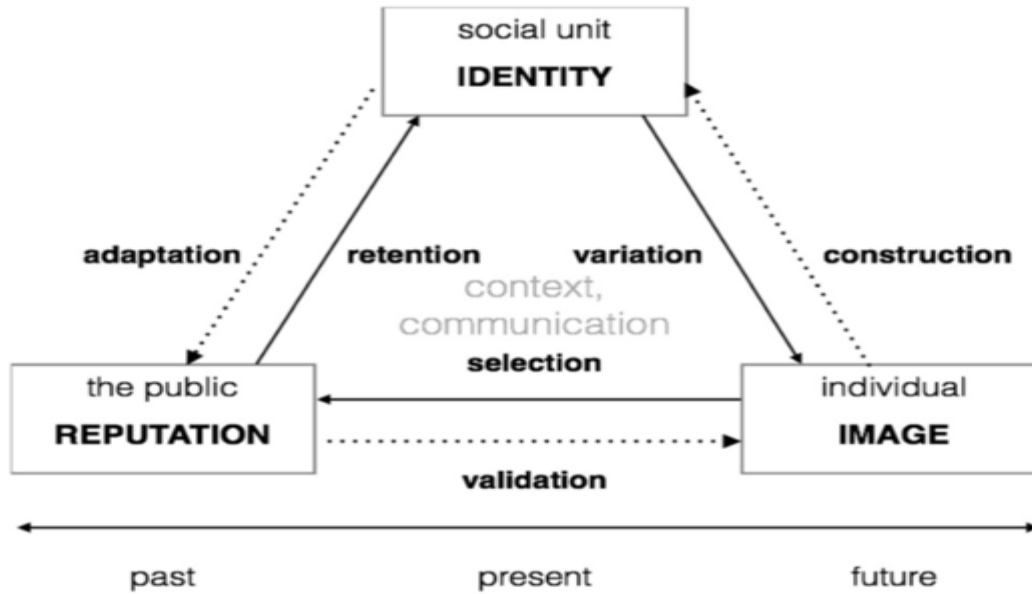 social unit
IDENTITY
adaptation
retention
variation
construction
context,
communication
selection
the public
REPUTATION
individual
IMAGE
validation
past
present
future